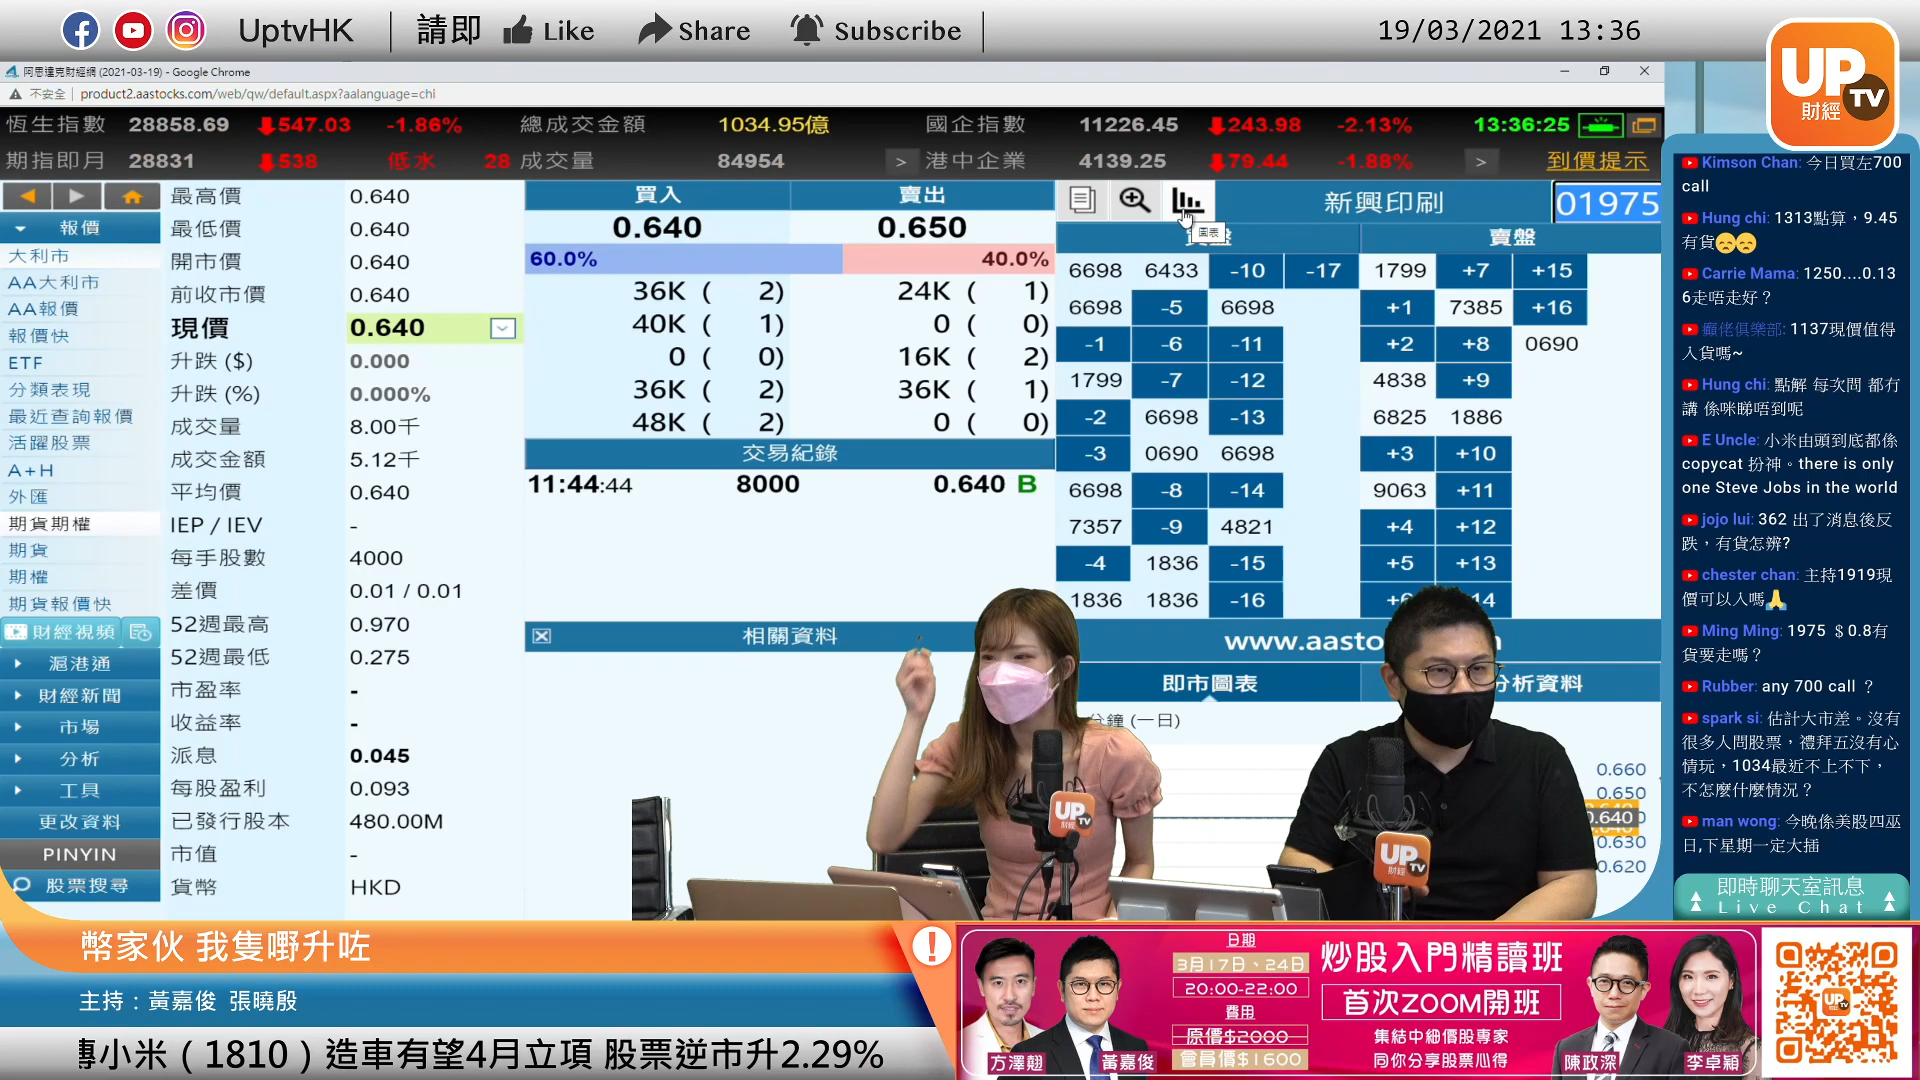 UptvHK
請即
Like
Share
Subscribe
19/03/2021 13:36
UP TV 財經
阿思達克財經網 (2021-03-19) - Google Chrome
不安全 | product2.aastocks.com/web/qw/default.aspx?aalanguage=chi
恆生指數 28858.69 547.03 -1.86% 總成交金額 1034.95億 國企指數 11226.45 243.98 -2.13% 13:36:25
期指即月 28831 538 低水 28 成交量 84954 > 港中企業 4139.25 79.44 -1.88% > 到價提示
報價
大利市
AA大利市
AA報價
報價快
ETF
分類表現
最近查詢報價
活躍股票
A+H
外匯
期貨期權
期貨
期權
期貨報價快
財經視頻
滬港通
財經新聞
市場
分析
工具
更改資料
PINYIN
股票搜尋
最高價 0.640
最低價 0.640
開市價 0.640
前收市價 0.640
現價 0.640
升跌 ($) 0.000
升跌 (%) 0.000%
成交量 8.00千
成交金額 5.12千
平均價 0.640
IEP / IEV -
每手股數 4000
差價 0.01 / 0.01
52週最高 0.970
52週最低 0.275
市盈率 -
收益率 -
派息 0.045
每股盈利 0.093
已發行股本 480.00M
市值 -
貨幣 HKD
買入 賣出
0.640 0.650
60.0% 40.0%
36K ( 2) 24K ( 1)
40K ( 1) 0 ( 0)
0 ( 0) 16K ( 2)
36K ( 2) 36K ( 1)
48K ( 2) 0 ( 0)
交易紀錄
11:44:44 8000 0.640 B
相關資料
新興印刷 01975
圖表
賣盤
6698 6433 -10 -17 1799 +7 +15
6698 -5 6698 +1 7385 +16
-1 -6 -11 +2 +8 0690
1799 -7 -12 4838 +9
-2 6698 -13 6825 1886
-3 0690 6698 +3 +10
6698 -8 -14 9063 +11
7357 -9 4821 +4 +12
-4 1836 -15 +5 +13
1836 1836 -16
www.aasto
即市圖表 分析資料
分鐘 (一日)
0.660
0.650
0.640
0.630
0.620
UP TV 財經
UP TV 財經
Kimson Chan: 今日買左700
call
Hung chi: 1313點算，9.45
有貨😞😞
Carrie Mama: 1250....0.13
6走唔走好？
癲佬俱樂部: 1137現價值得
入貨嗎~
Hung chi: 點解 每次問 都冇
講 係咪睇唔到呢
E Uncle: 小米由頭到底都係
copycat 扮神。there is only
one Steve Jobs in the world
jojo lui: 362 出了消息後反
跌，有貨怎辨?
chester chan: 主持1919現
價可以入嗎🙏
Ming Ming: 1975 ＄0.8有
貨要走嗎？
Rubber: any 700 call ？
spark si: 估計大市差。沒有
很多人問股票，禮拜五沒有心
情玩，1034最近不上不下，
不怎麼什麼情況？
man wong: 今晚係美股四巫
日,下星期一定大插
即時聊天室訊息
Live Chat
幣家伙 我隻嘢升咗
主持：黃嘉俊 張曉殷
小米（1810）造車有望4月立項 股票逆市升2.29%
方澤翹
黃嘉俊
日期
3月17日、24日
20:00-22:00
費用
原價$2000
會員價$1600
炒股入門精讀班
首次ZOOM開班
集結中細價股專家
同你分享股票心得
陳政深
李卓穎
UP TV